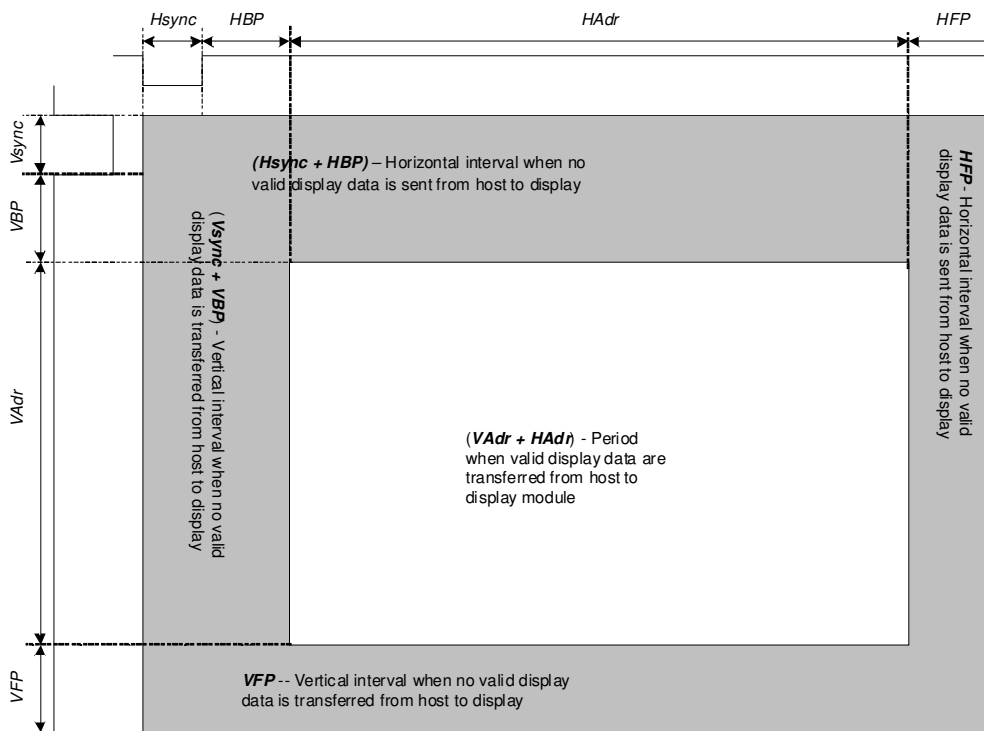 Hsync
HBP
HAdr
HFP
Vsync
VBP
VAdr
VFP
(Hsync + HBP) – Horizontal interval when no
valid display data is sent from host to display
(Vsync + VBP) - Vertical interval when no valid
display data is transferred from host to display
HFP - Horizontal interval when no valid
display data is sent from host to display
(VAdr + HAdr) - Period
when valid display data are
transferred from host to
display module
VFP -- Vertical interval when no valid display
data is transferred from host to display